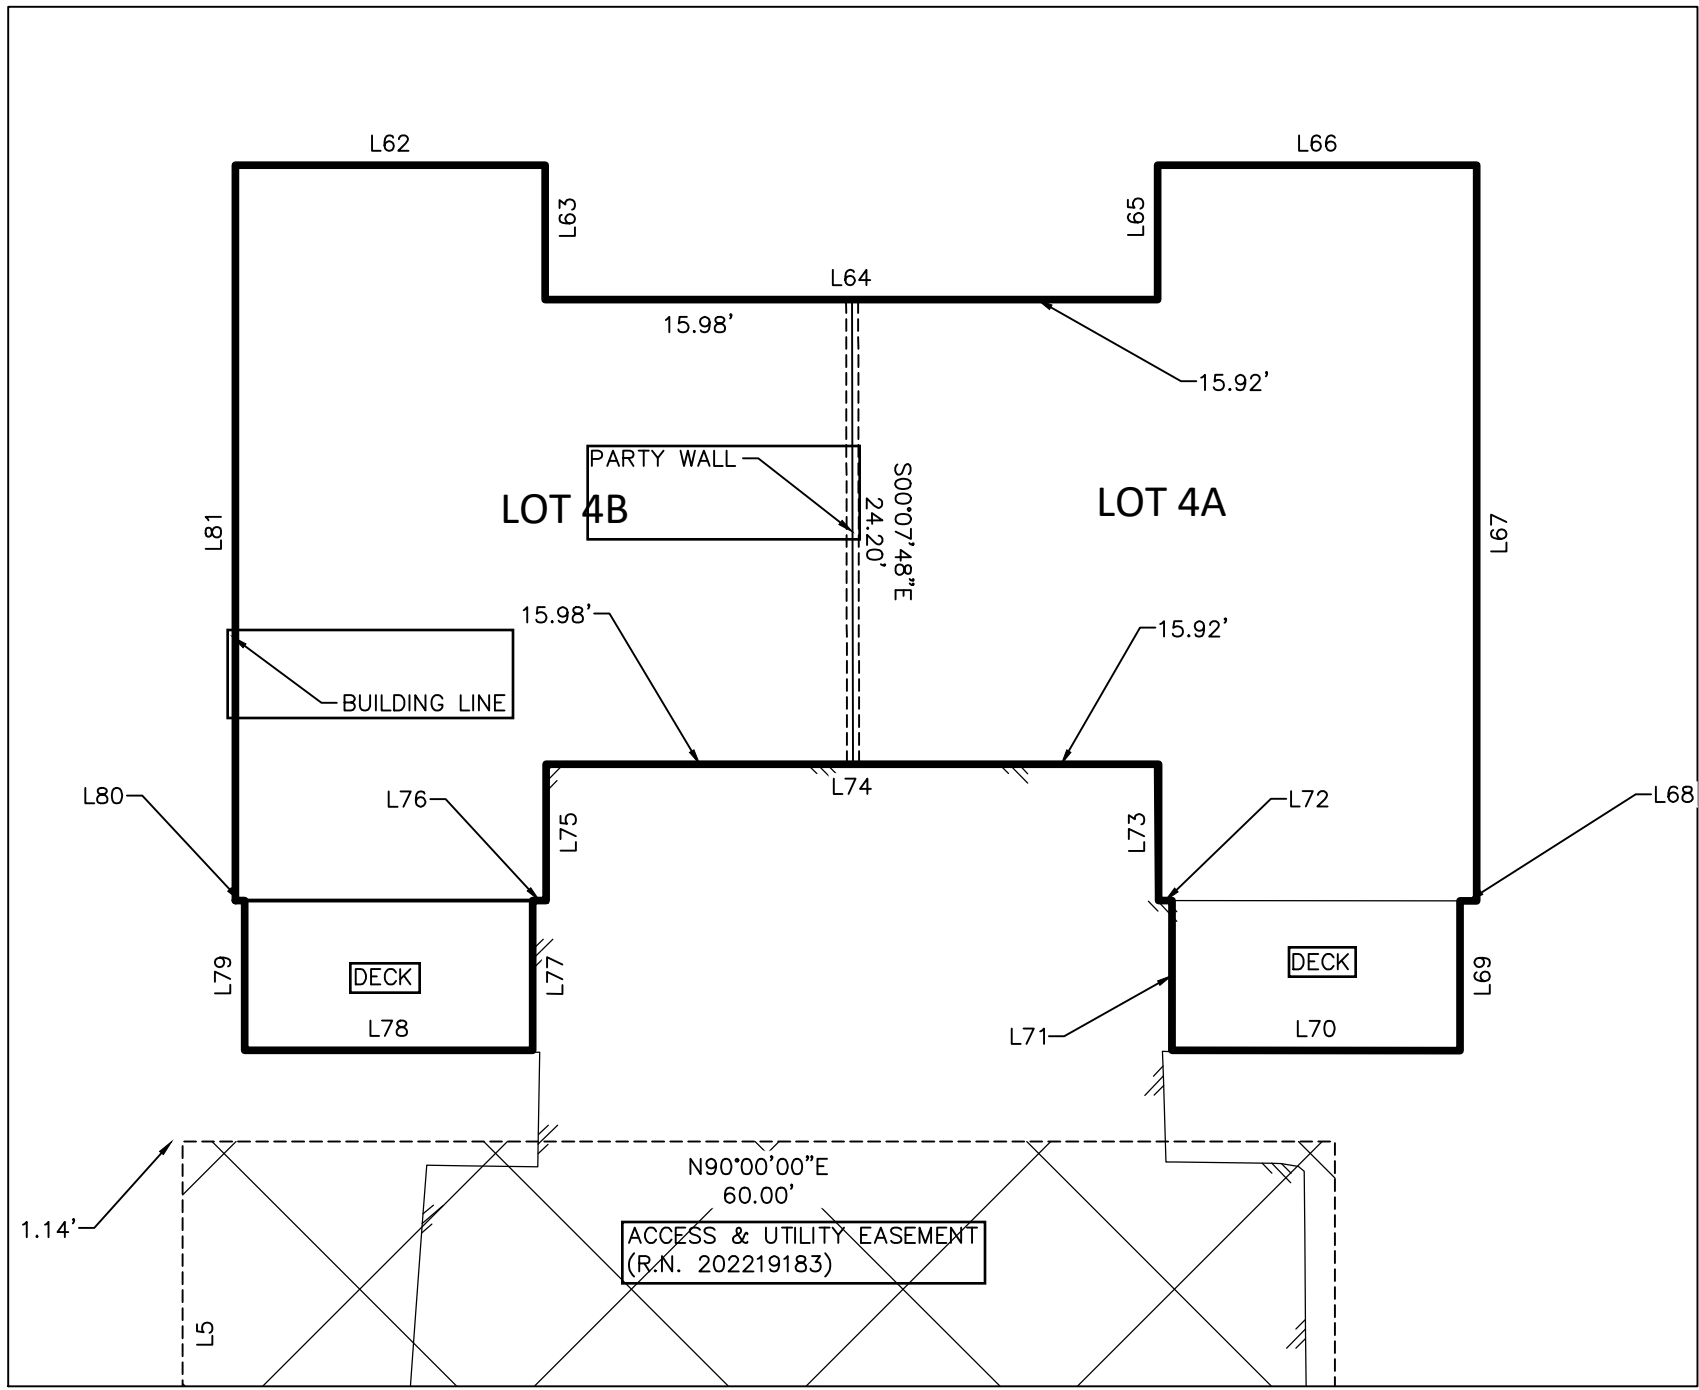 L62
L66
L63
L65
L64
15.98'
15.92'
PARTY WALL
LOT 4B
S00°07'48"E
24.20'
LOT 4A
L81
L67
15.98'
15.92'
BUILDING LINE
L74
L80
L76
L75
L73
L72
L68
L79
DECK
L77
L78
DECK
L69
L71
L70
N90°00'00"E
60.00'
1.14'
ACCESS & UTILITY EASEMENT
(R.N. 202219183)
L5